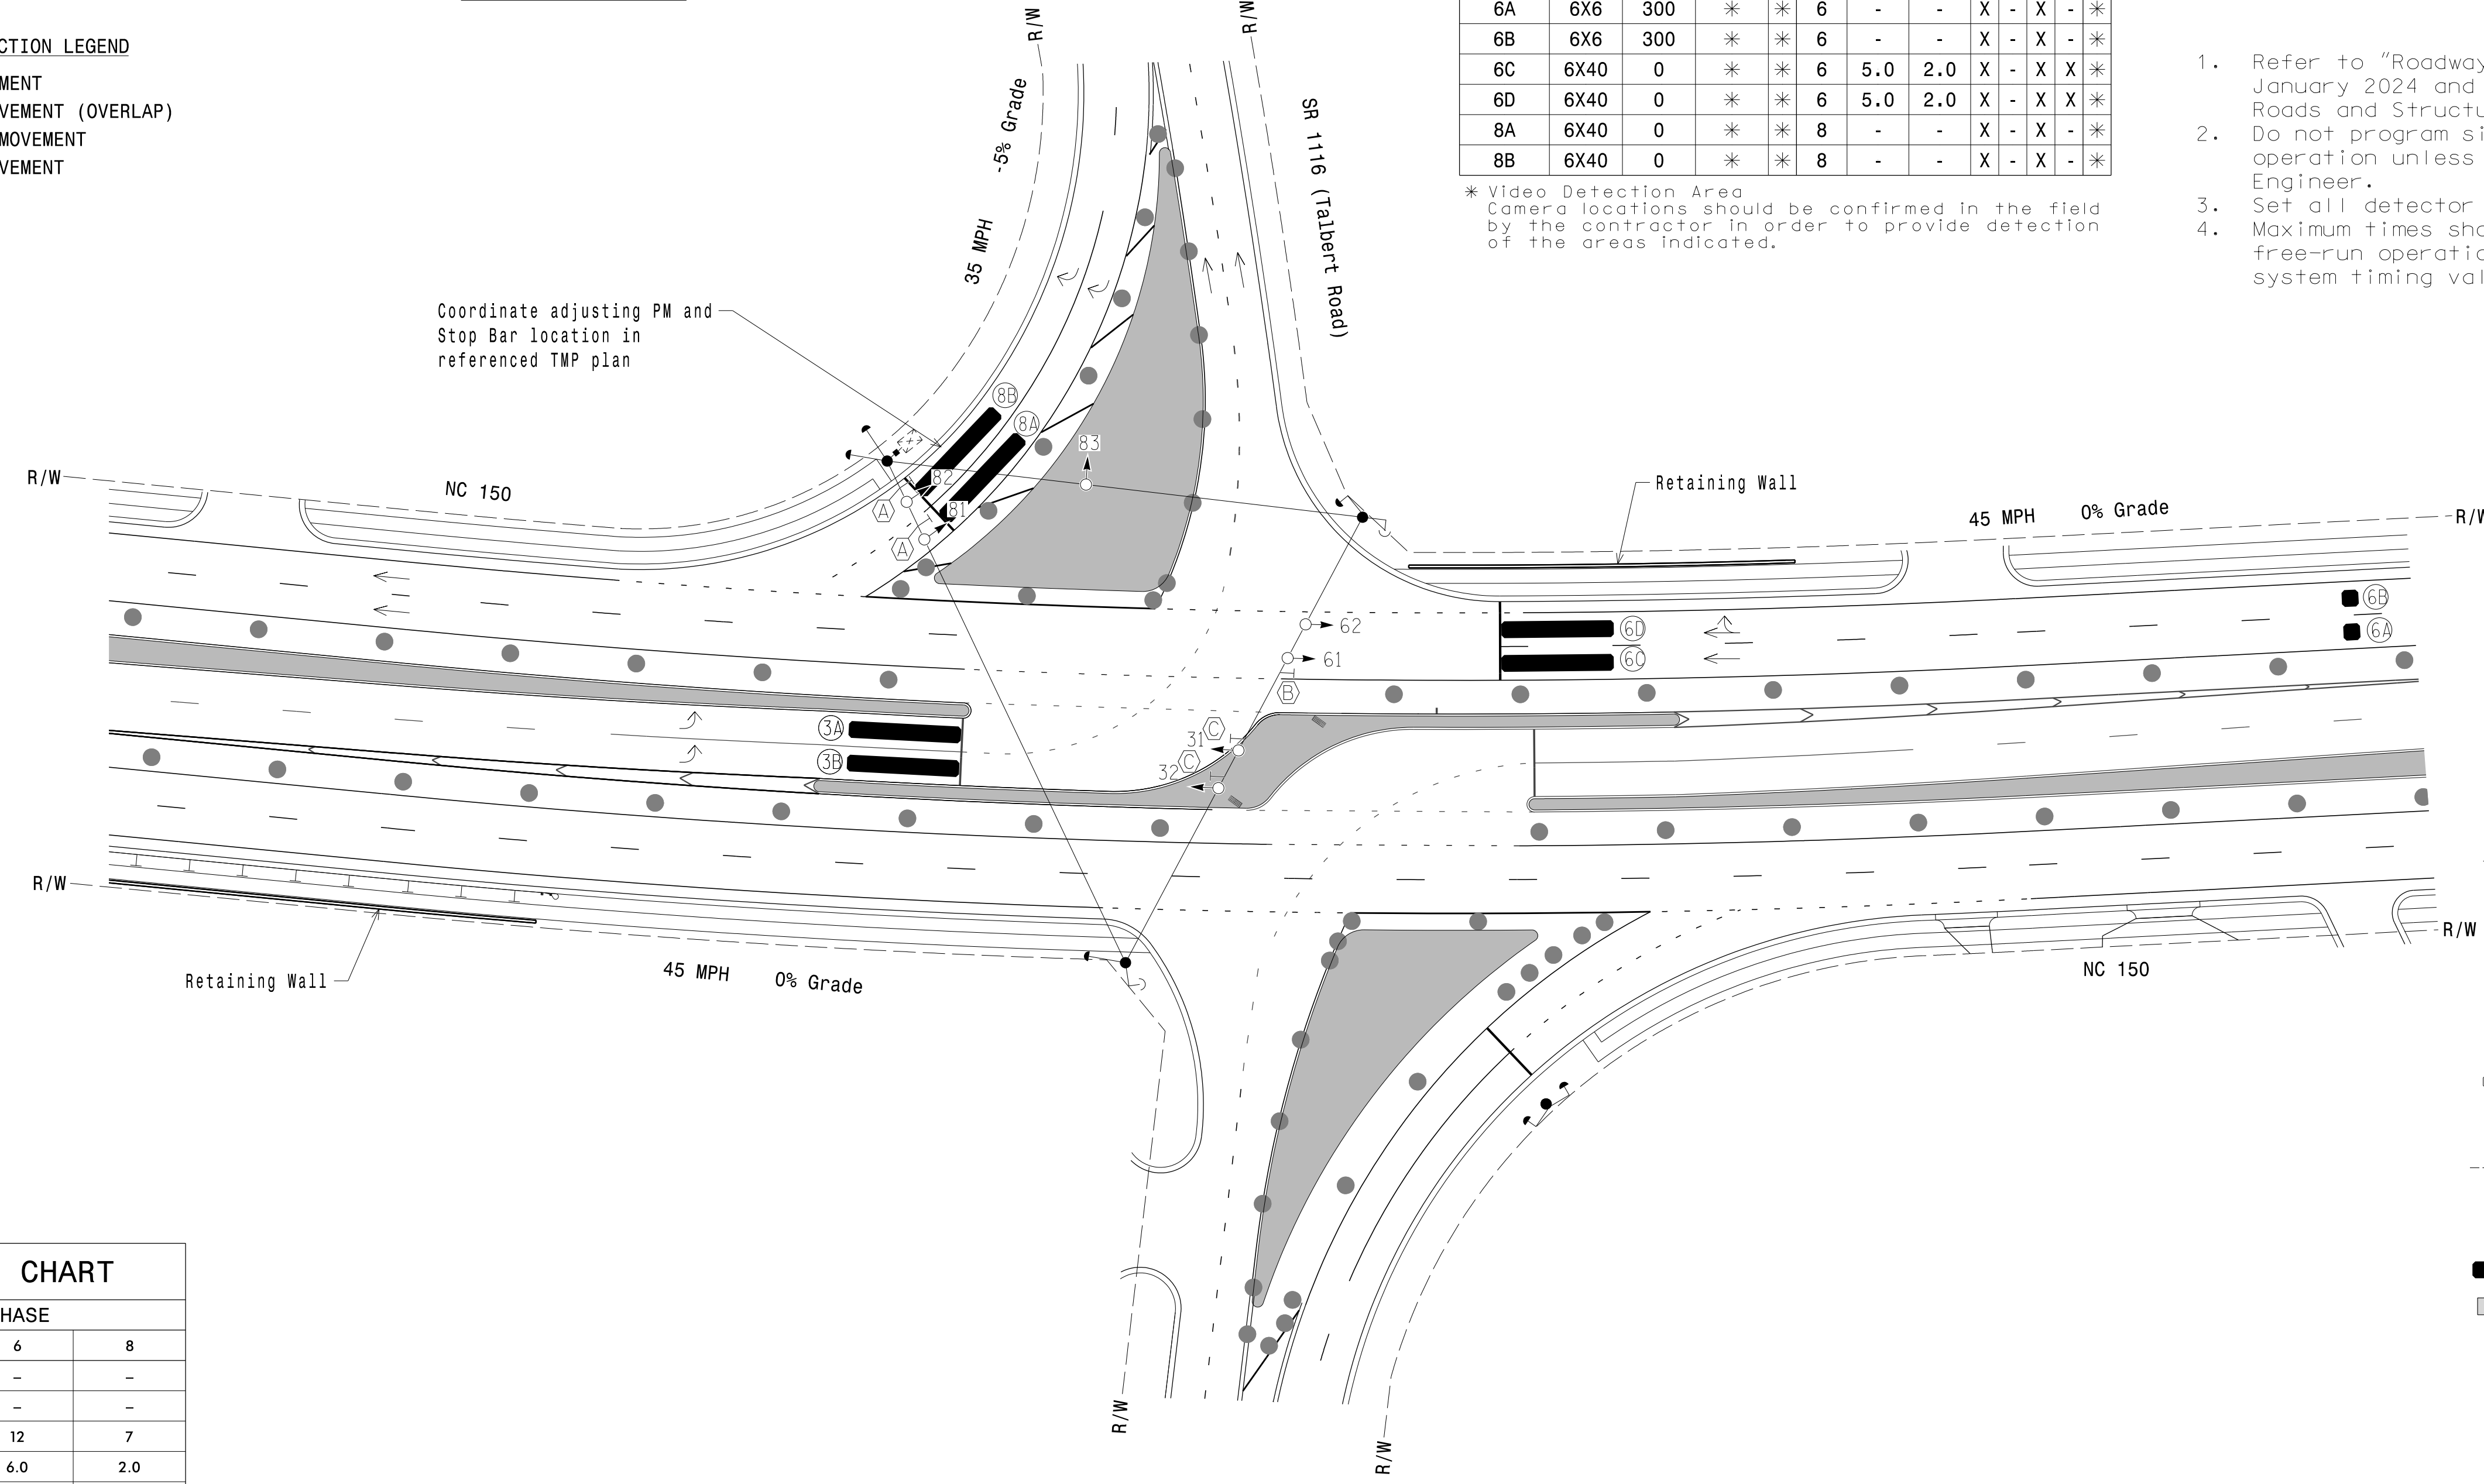 CTION LEGEND
MENT
VEMENT (OVERLAP)
MOVEMENT
VEMENT
R/W
R/W
-5% Grade
35 MPH
SR 1116 (Talbert Road)
6A 6X6 300 * * 6 - - X - X - *
6B 6X6 300 * * 6 - - X - X - *
6C 6X40 0 * * 6 5.0 2.0 X - X X *
6D 6X40 0 * * 6 5.0 2.0 X - X X *
8A 6X40 0 * * 8 - - X - X - *
8B 6X40 0 * * 8 - - X - X - *
* Video Detection Area
Camera locations should be confirmed in the field
by the contractor in order to provide detection
of the areas indicated.
1. Refer to "Roadway
January 2024 and
Roads and Structu
2. Do not program si
operation unless
Engineer.
3. Set all detector
4. Maximum times sho
free-run operatio
system timing val
Coordinate adjusting PM and
Stop Bar location in
referenced TMP plan
8B
8A
83
82
81
A
A
R/W
NC 150
Retaining Wall
45 MPH 0% Grade
R/W
6B
6A
62
61
6D
6C
B
3A
3B
31
C
32
C
R/W
Retaining Wall
45 MPH 0% Grade
R/W
NC 150
R/W
R/W
CHART
HASE
6 8
- -
- -
12 7
6.0 2.0